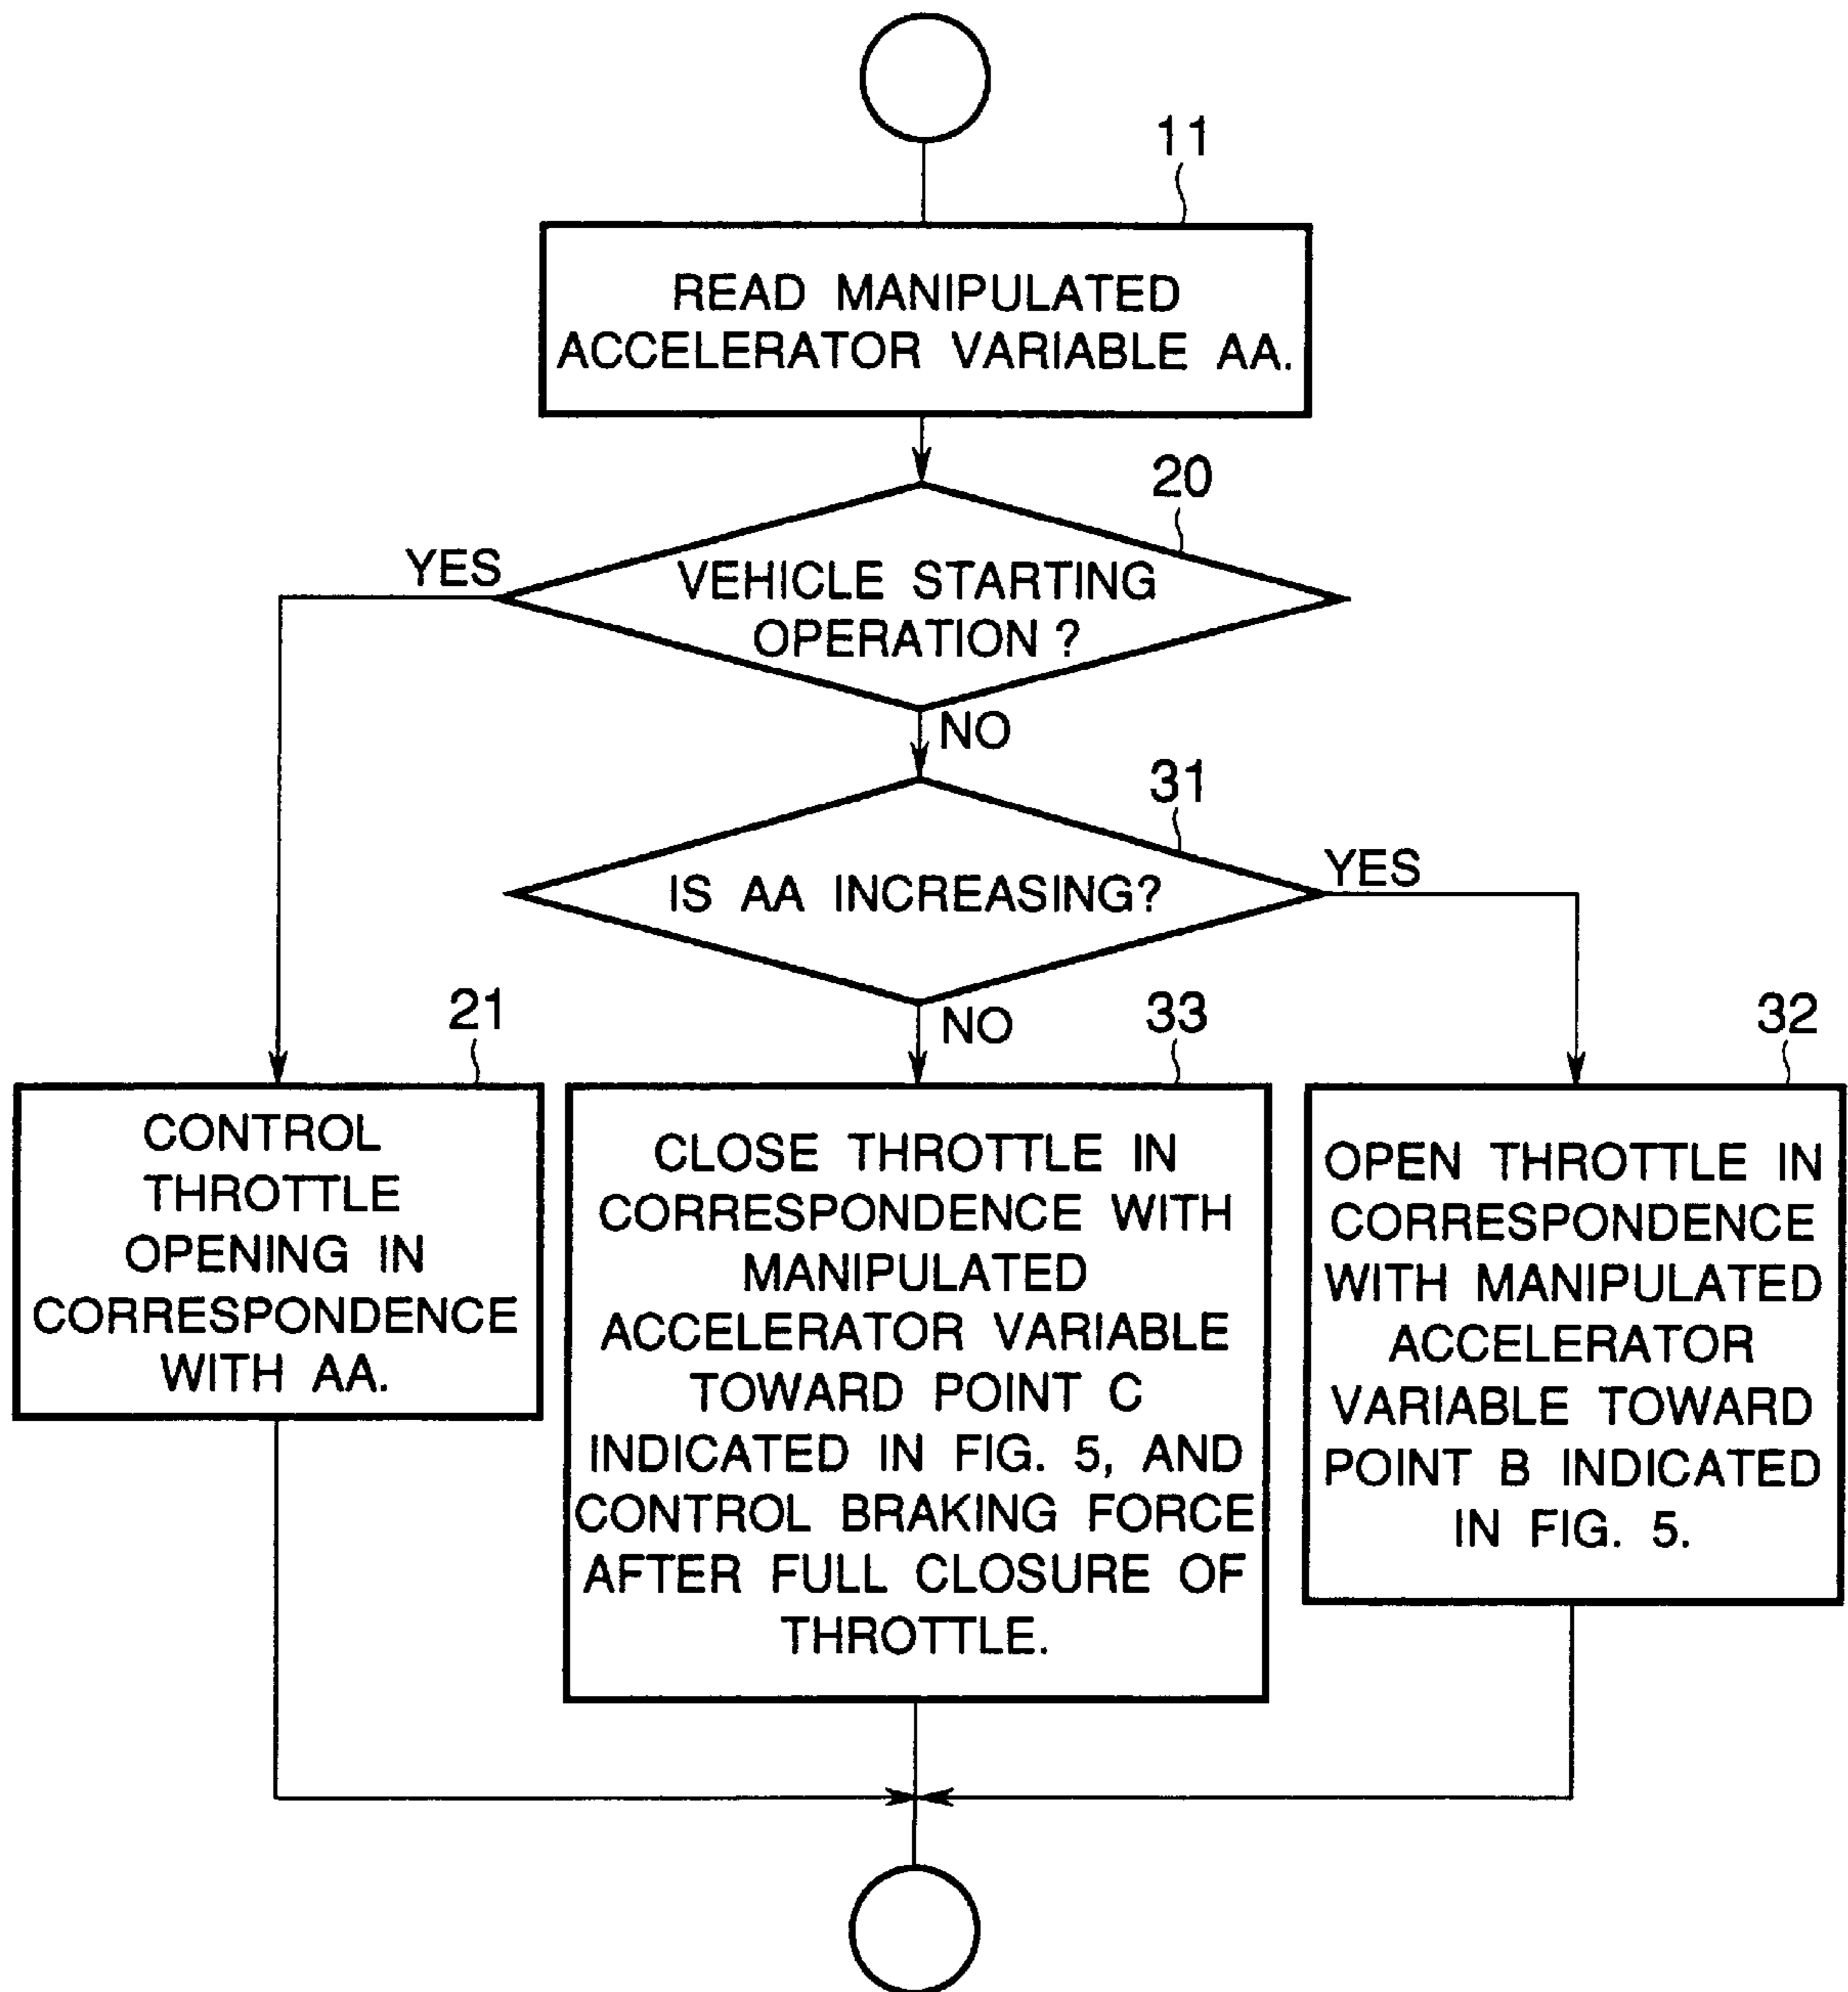 11
READ MANIPULATED
ACCELERATOR VARIABLE AA.
20
YES
VEHICLE STARTING
OPERATION ?
NO
31
IS AA INCREASING?
YES
NO
21
CONTROL
THROTTLE
OPENING IN
CORRESPONDENCE
WITH AA.
33
CLOSE THROTTLE IN
CORRESPONDENCE WITH
MANIPULATED
ACCELERATOR VARIABLE
TOWARD POINT C
INDICATED IN FIG. 5, AND
CONTROL BRAKING FORCE
AFTER FULL CLOSURE OF
THROTTLE.
32
OPEN THROTTLE IN
CORRESPONDENCE
WITH MANIPULATED
ACCELERATOR
VARIABLE TOWARD
POINT B INDICATED
IN FIG. 5.